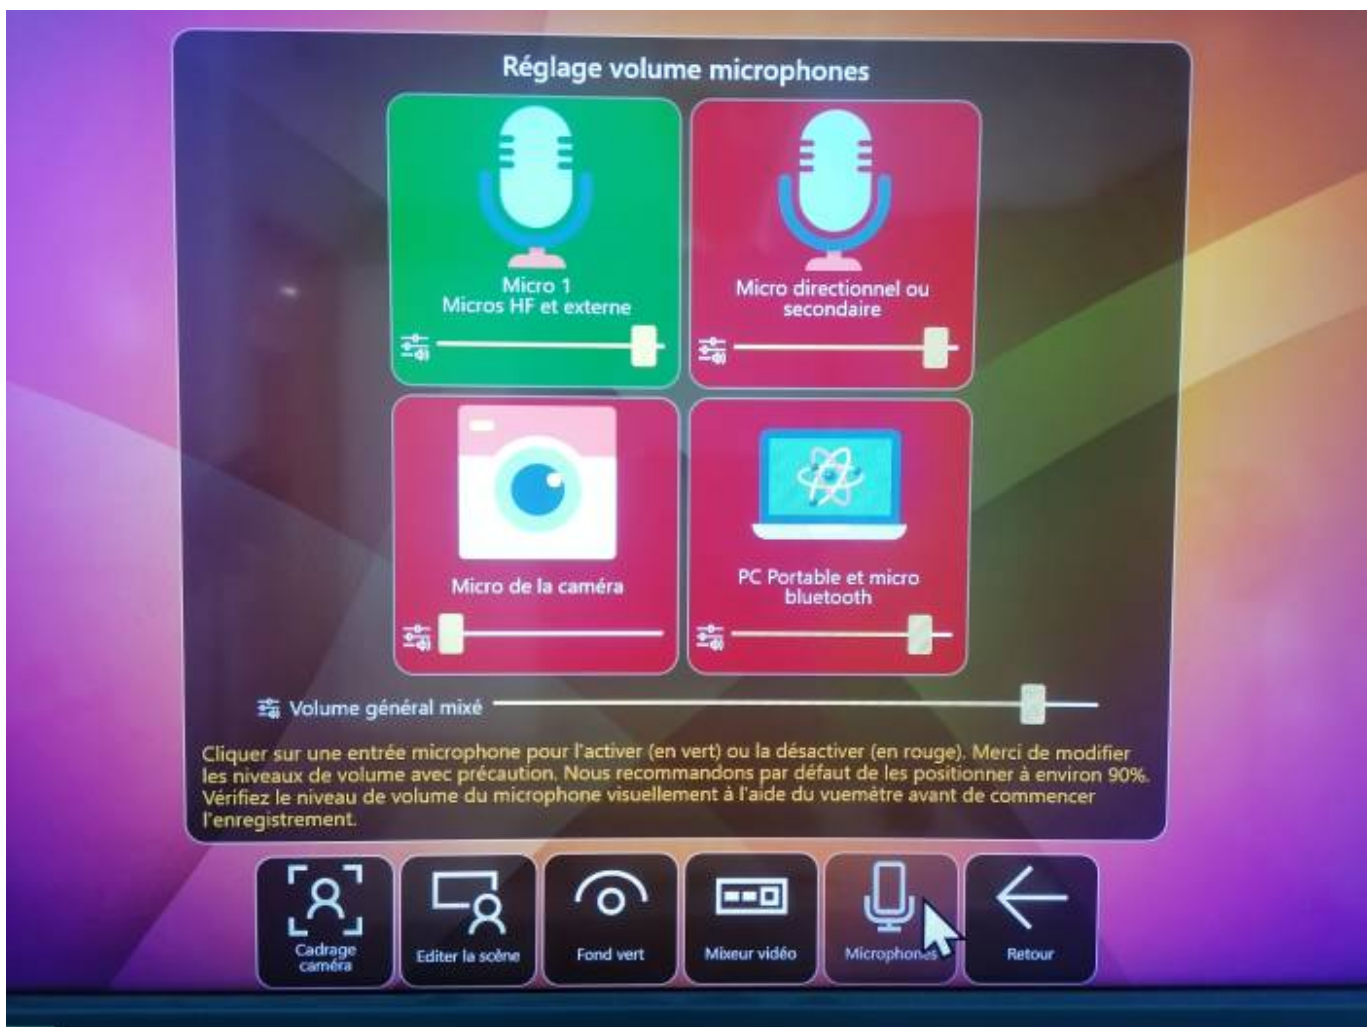 Réglage volume microphones
Micro 1
Micros HF et externe
Micro directionnel ou
secondaire
Micro de la caméra
PC Portable et micro
bluetooth
Volume général mixé
Cliquer sur une entrée microphone pour l'activer (en vert) ou la désactiver (en rouge). Merci de modifier
les niveaux de volume avec précaution. Nous recommandons par défaut de les positionner à environ 90%.
Vérifiez le niveau de volume du microphone visuellement à l'aide du vuemètre avant de commencer
l'enregistrement.
Cadrage
caméra
Editer la scène
Fond vert
Mixeur vidéo
Microphones
Retour